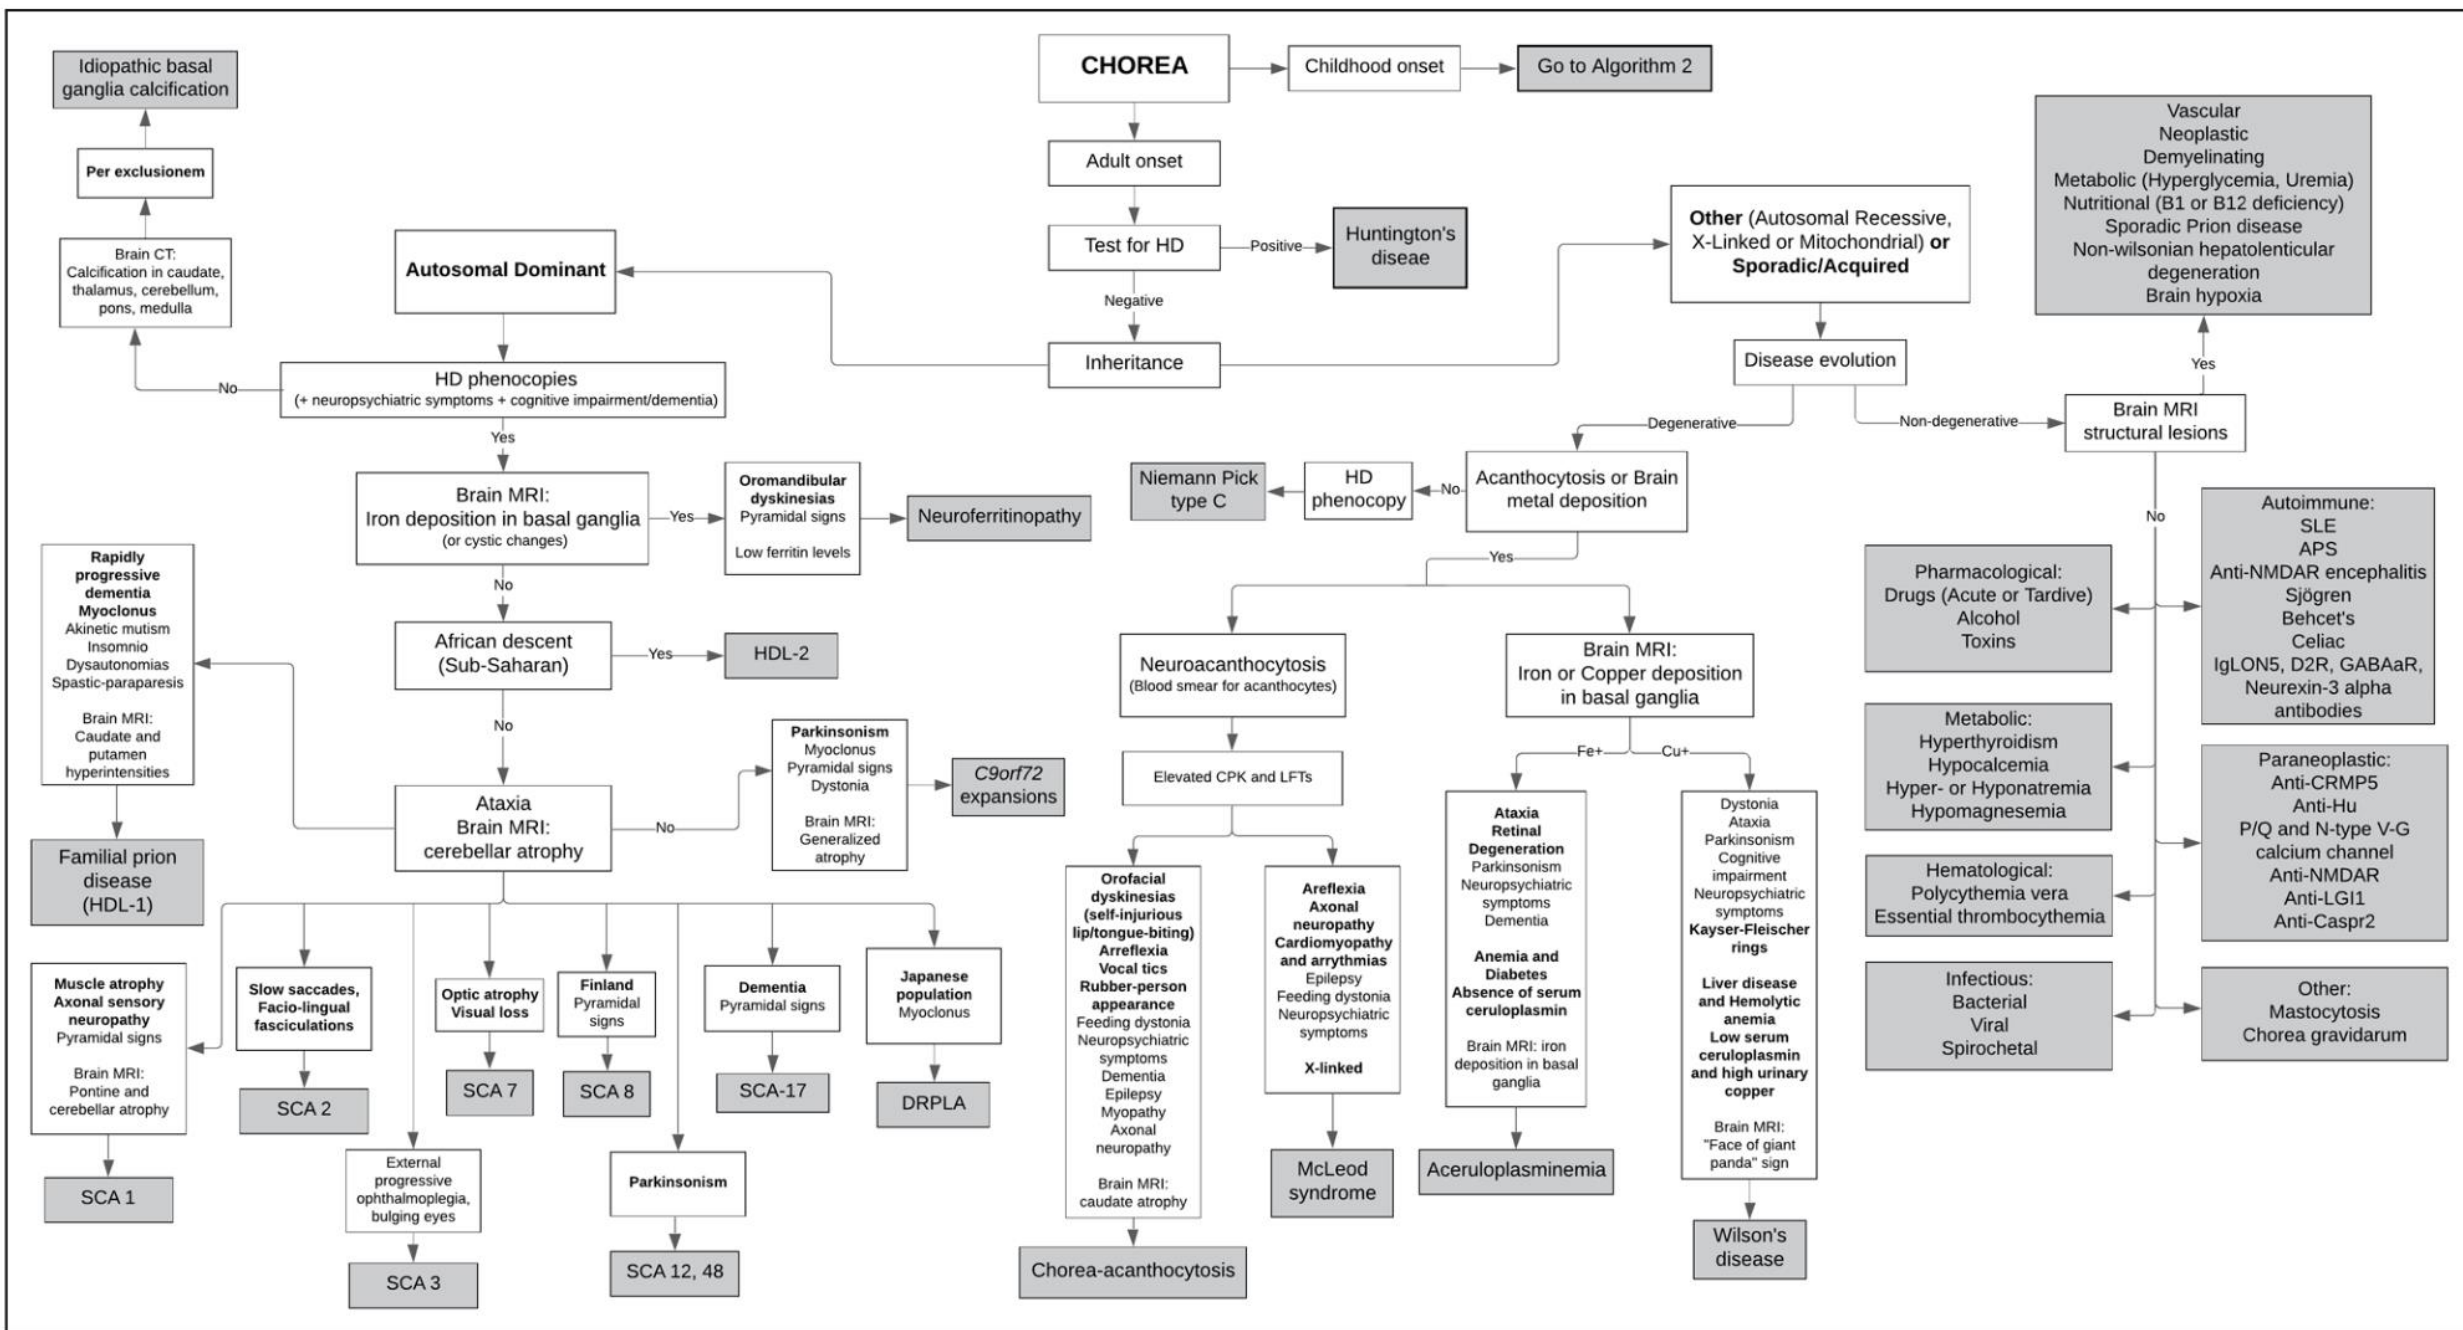 CHOREA
Childhood onset
Go to Algorithm 2
Adult onset
Test for HD
Positive
Huntington's
diseae
Negative
Inheritance
Autosomal Dominant
HD phenocopies
(+ neuropsychiatric symptoms + cognitive impairment/dementia)
No
Brain CT:
Calcification in caudate,
thalamus, cerebellum,
pons, medulla
Per exclusionem
Idiopathic basal
ganglia calcification
Yes
Brain MRI:
Iron deposition in basal ganglia
(or cystic changes)
Yes
Oromandibular
dyskinesias
Pyramidal signs
Low ferritin levels
Neuroferritinopathy
No
African descent
(Sub-Saharan)
Yes
HDL-2
No
Ataxia
Brain MRI:
cerebellar atrophy
Rapidly
progressive
dementia
Myoclonus
Akinetic mutism
Insomnio
Dysautonomias
Spastic-paraparesis
Brain MRI:
Caudate and
putamen
hyperintensities
Familial prion
disease
(HDL-1)
No
Parkinsonism
Myoclonus
Pyramidal signs
Dystonia
Brain MRI:
Generalized
atrophy
C9orf72
expansions
Muscle atrophy
Axonal sensory
neuropathy
Pyramidal signs
Brain MRI:
Pontine and
cerebellar atrophy
SCA 1
Slow saccades,
Facio-lingual
fasciculations
SCA 2
External
progressive
ophthalmoplegia,
bulging eyes
SCA 3
Optic atrophy
Visual loss
SCA 7
Finland
Pyramidal
signs
SCA 8
Parkinsonism
SCA 12, 48
Dementia
Pyramidal signs
SCA-17
Japanese
population
Myoclonus
DRPLA
Other (Autosomal Recessive,
X-Linked or Mitochondrial) or
Sporadic/Acquired
Disease evolution
Degenerative
Non-degenerative
Acanthocytosis or Brain
metal deposition
No
HD
phenocopy
Niemann Pick
type C
Yes
Neuroacanthocytosis
(Blood smear for acanthocytes)
Elevated CPK and LFTs
Orofacial
dyskinesias
(self-injurious
lip/tongue-biting)
Arreflexia
Vocal tics
Rubber-person
appearance
Feeding dystonia
Neuropsychiatric
symptoms
Dementia
Epilepsy
Myopathy
Axonal
neuropathy
Brain MRI:
caudate atrophy
Chorea-acanthocytosis
Areflexia
Axonal
neuropathy
Cardiomyopathy
and arrythmias
Epilepsy
Feeding dystonia
Neuropsychiatric
symptoms
X-linked
McLeod
syndrome
Brain MRI:
Iron or Copper deposition
in basal ganglia
Fe+
Cu+
Ataxia
Retinal
Degeneration
Parkinsonism
Neuropsychiatric
symptoms
Dementia
Anemia and
Diabetes
Absence of serum
ceruloplasmin
Brain MRI: iron
deposition in basal
ganglia
Aceruloplasminemia
Dystonia
Ataxia
Parkinsonism
Cognitive
impairment
Neuropsychiatric
symptoms
Kayser-Fleischer
rings
Liver disease
and Hemolytic
anemia
Low serum
ceruloplasmin
and high urinary
copper
Brain MRI:
"Face of giant
panda" sign
Wilson's
disease
Brain MRI
structural lesions
Yes
Vascular
Neoplastic
Demyelinating
Metabolic (Hyperglycemia, Uremia)
Nutritional (B1 or B12 deficiency)
Sporadic Prion disease
Non-wilsonian hepatolenticular
degeneration
Brain hypoxia
No
Pharmacological:
Drugs (Acute or Tardive)
Alcohol
Toxins
Metabolic:
Hyperthyroidism
Hypocalcemia
Hyper- or Hyponatremia
Hypomagnesemia
Hematological:
Polycythemia vera
Essential thrombocythemia
Infectious:
Bacterial
Viral
Spirochetal
Autoimmune:
SLE
APS
Anti-NMDAR encephalitis
Sjögren
Behcet's
Celiac
IgLON5, D2R, GABAaR,
Neurexin-3 alpha
antibodies
Paraneoplastic:
Anti-CRMP5
Anti-Hu
P/Q and N-type V-G
calcium channel
Anti-NMDAR
Anti-LGI1
Anti-Caspr2
Other:
Mastocytosis
Chorea gravidarum